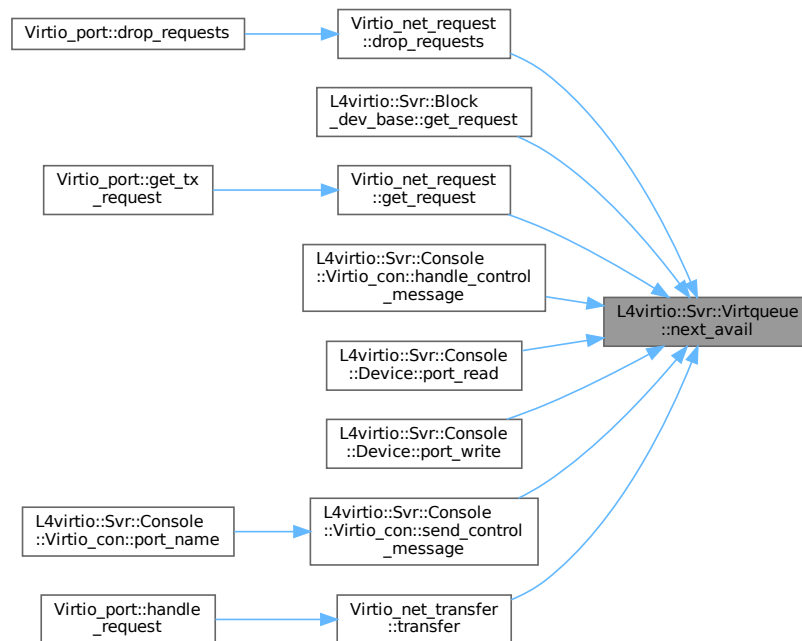 Virtio_port::drop_requests
Virtio_net_request
::drop_requests
L4virtio::Svr::Block
_dev_base::get_request
Virtio_port::get_tx
_request
Virtio_net_request
::get_request
L4virtio::Svr::Console
::Virtio_con::handle_control
_message
L4virtio::Svr::Virtqueue
::next_avail
L4virtio::Svr::Console
::Device::port_read
L4virtio::Svr::Console
::Device::port_write
L4virtio::Svr::Console
::Virtio_con::port_name
L4virtio::Svr::Console
::Virtio_con::send_control
_message
Virtio_port::handle
_request
Virtio_net_transfer
::transfer